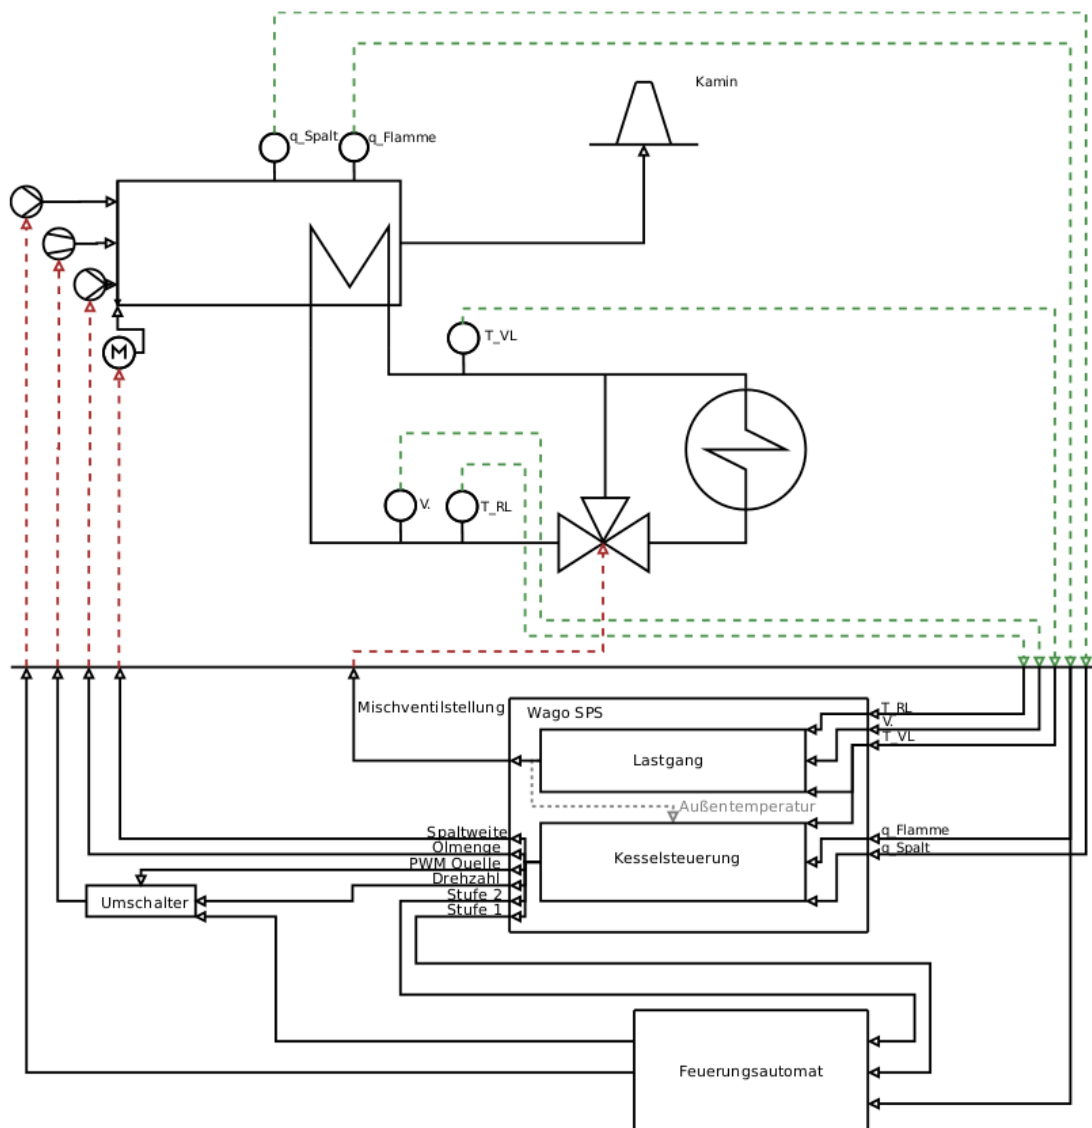 Kamin
q_Spalt
q_Flamme
T_VL
M
V.
T_RL
Mischventilstellung
Wago SPS
T_RL
V.
T_VL
Lastgang
Außentemperatur
Spaltweite
Ölmenge
PWM Quelle
Drehzahl
Stufe 2
Stufe 1
Kesselsteuerung
q_Flamme
q_Spalt
Umschalter
Feuerungsautomat